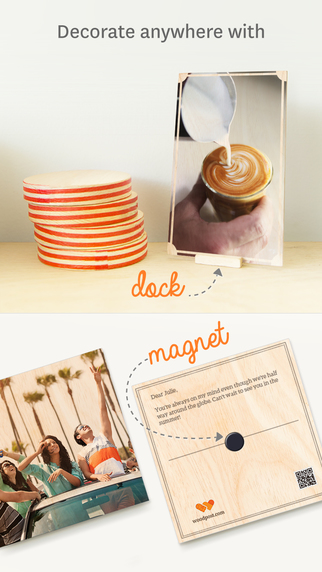 Decorate anywhere with
dock
magnet
Dear Julie,
You're always on my mind even though we're half
way around the globe. Can't wait to see you in the
summer!
woodpost.com